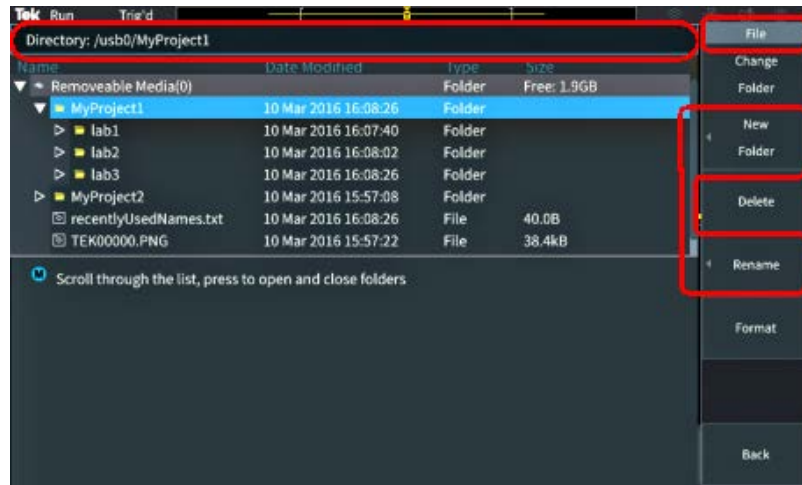 Tek Run Trig'd
Directory: /usb0/MyProject1
Name Date Modified Type Size
Removeable Media(0) Folder Free: 1.9GB
MyProject1 10 Mar 2016 16:08:26 Folder
lab1 10 Mar 2016 16:07:40 Folder
lab2 10 Mar 2016 16:08:02 Folder
lab3 10 Mar 2016 16:08:26 Folder
MyProject2 10 Mar 2016 15:57:08 Folder
recentlyUsedNames.txt 10 Mar 2016 16:08:26 File 40.0B
TEK00000.PNG 10 Mar 2016 15:57:22 File 38.4kB
Scroll through the list, press to open and close folders
File
Change
Folder
New
Folder
Delete
Rename
Format
Back